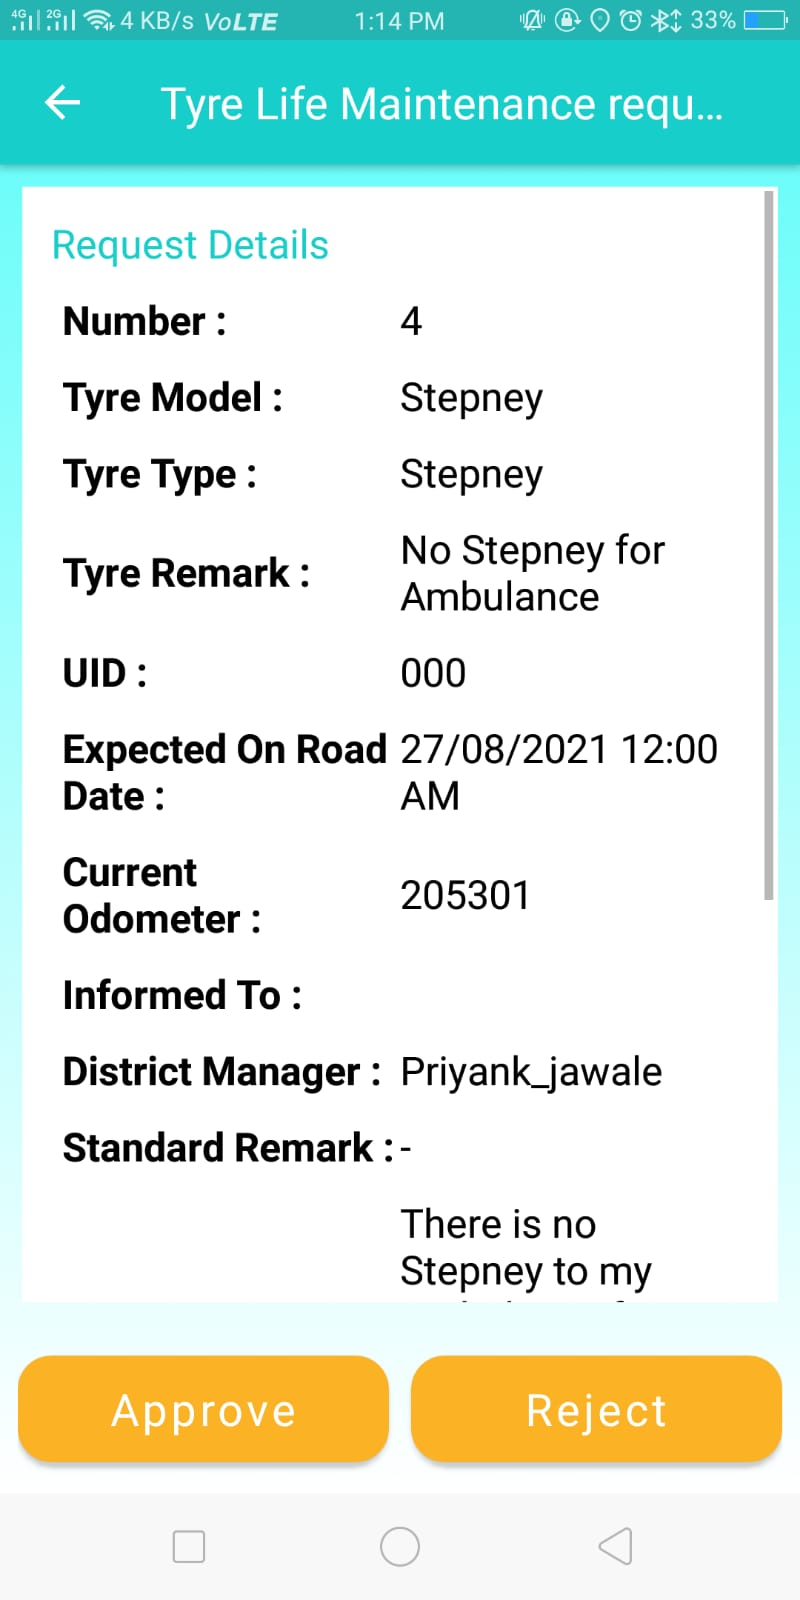 4G 2G 4 KB/s VoLTE 1:14 PM 33%
Tyre Life Maintenance requ...
Request Details
Number : 4
Tyre Model : Stepney
Tyre Type : Stepney
Tyre Remark : No Stepney for
Ambulance
UID : 000
Expected On Road 27/08/2021 12:00
Date : AM
Current
Odometer : 205301
Informed To :
District Manager : Priyank_jawale
Standard Remark : -
There is no
Stepney to my
Approve Reject